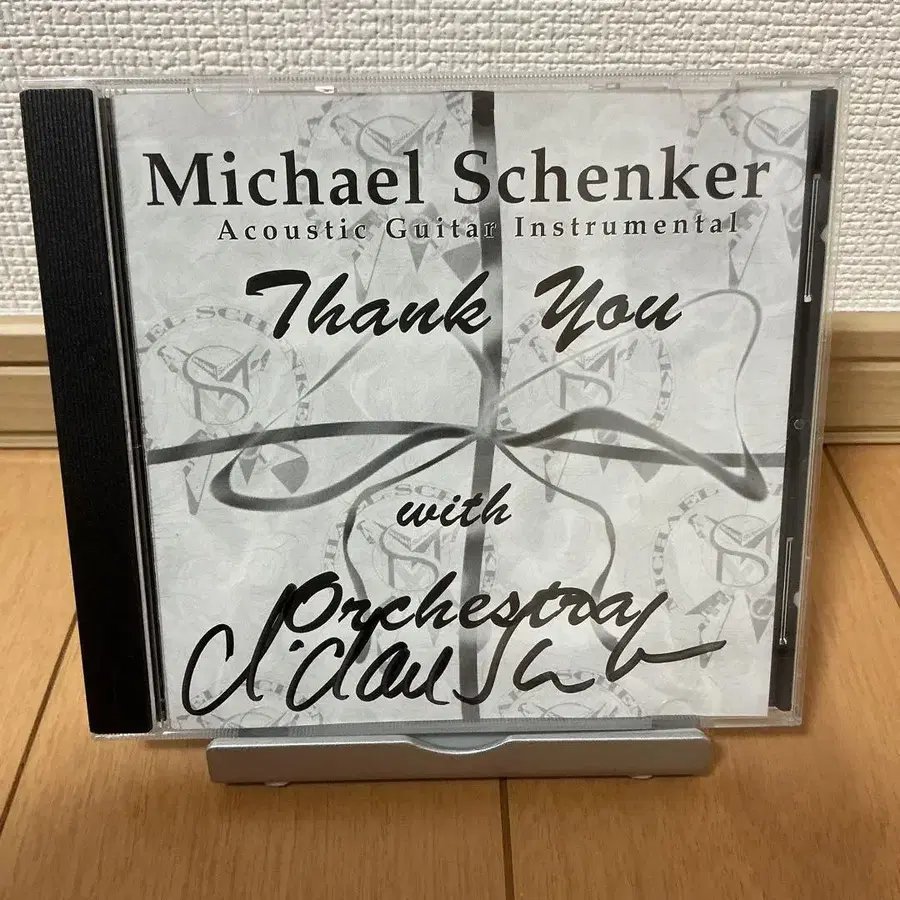 Michael Schenker
Acoustic Guitar Instrumental
Thank You
with
Orchestra